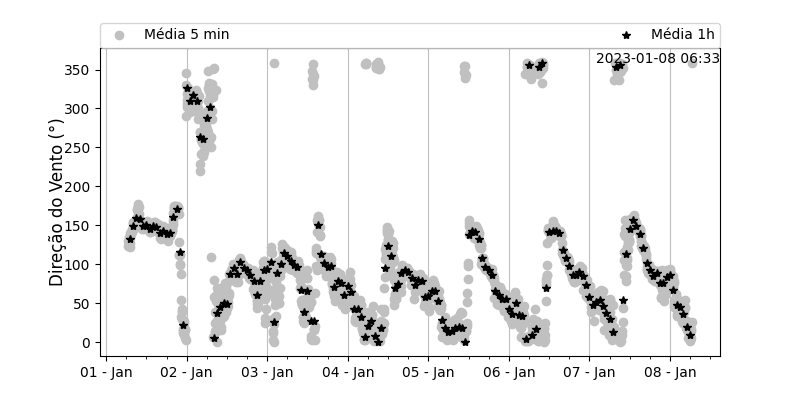 Média 5 min
Média 1h
2023-01-08 06:33
Direção do Vento (°)
350
300
250
200
150
100
50
0
01 - Jan
02 - Jan
03 - Jan
04 - Jan
05 - Jan
06 - Jan
07 - Jan
08 - Jan